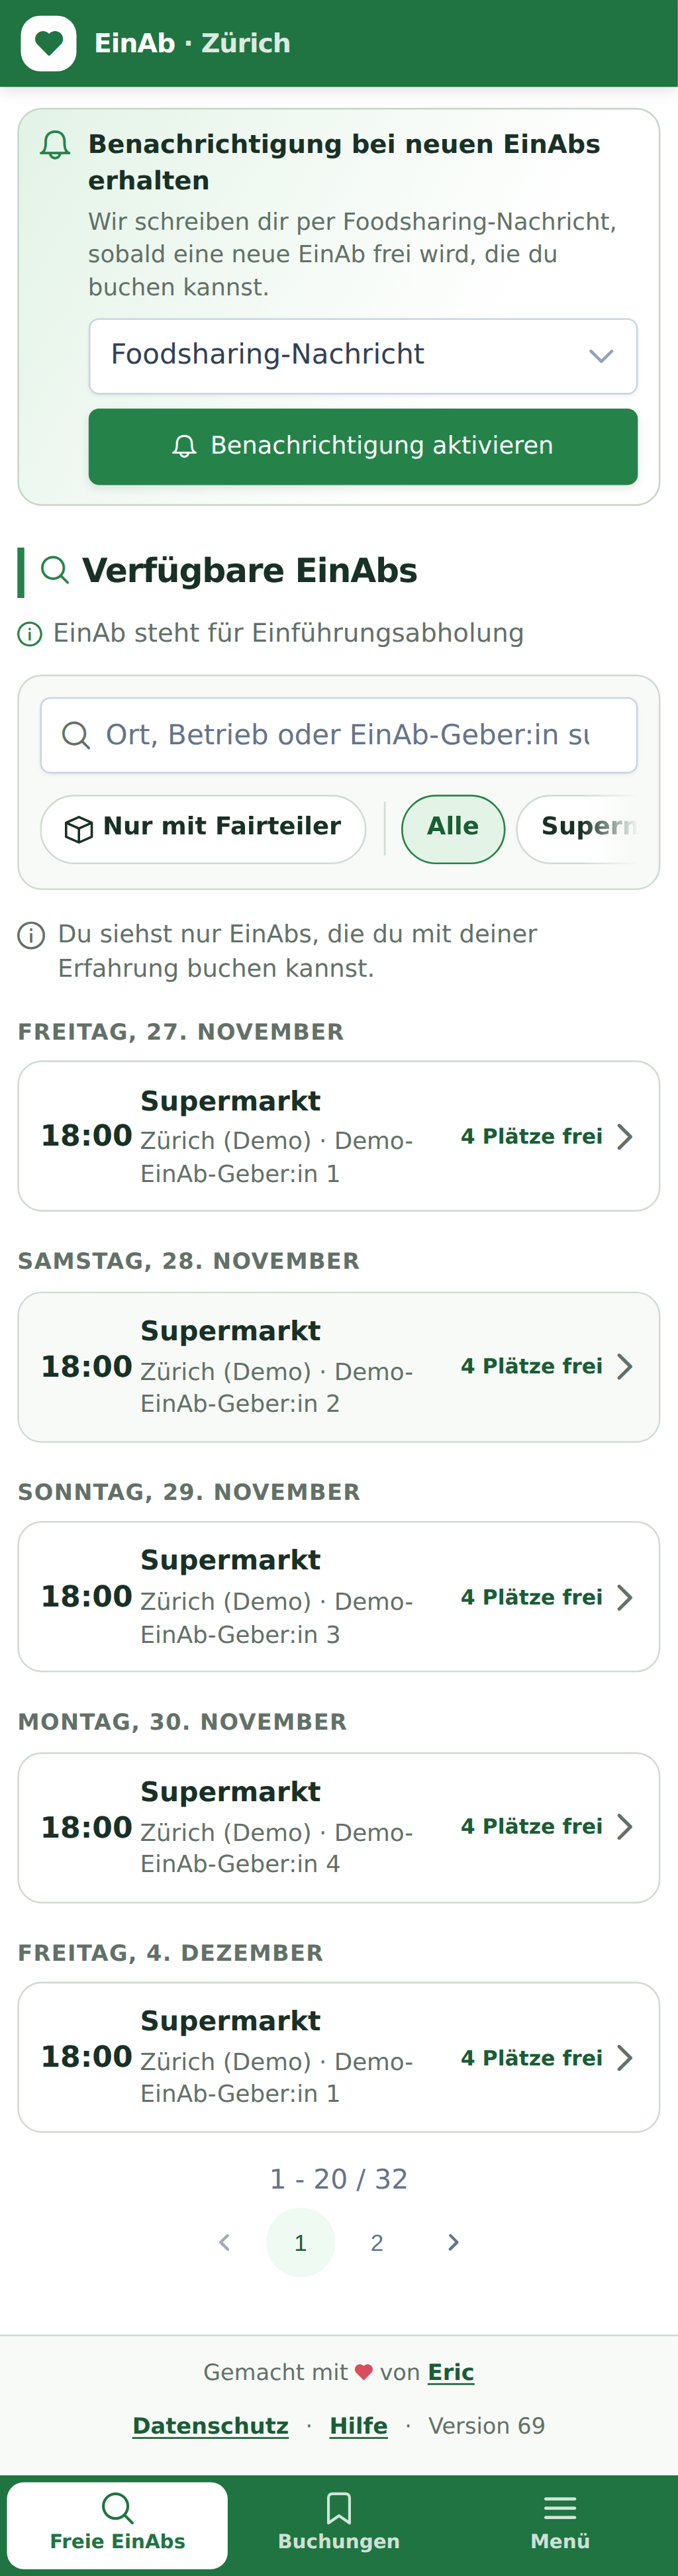 EinAb · Zürich
Benachrichtigung bei neuen EinAbs
erhalten
Wir schreiben dir per Foodsharing-Nachricht,
sobald eine neue EinAb frei wird, die du
buchen kannst.
Foodsharing-Nachricht
Benachrichtigung aktivieren
Verfügbare EinAbs
EinAb steht für Einführungsabholung
Ort, Betrieb oder EinAb-Geber:in su
Nur mit Fairteiler
Alle
Superm
Du siehst nur EinAbs, die du mit deiner
Erfahrung buchen kannst.
FREITAG, 27. NOVEMBER
Supermarkt
18:00
Zürich (Demo) · Demo-
EinAb-Geber:in 1
4 Plätze frei
SAMSTAG, 28. NOVEMBER
Supermarkt
18:00
Zürich (Demo) · Demo-
EinAb-Geber:in 2
4 Plätze frei
SONNTAG, 29. NOVEMBER
Supermarkt
18:00
Zürich (Demo) · Demo-
EinAb-Geber:in 3
4 Plätze frei
MONTAG, 30. NOVEMBER
Supermarkt
18:00
Zürich (Demo) · Demo-
EinAb-Geber:in 4
4 Plätze frei
FREITAG, 4. DEZEMBER
Supermarkt
18:00
Zürich (Demo) · Demo-
EinAb-Geber:in 1
4 Plätze frei
1 - 20 / 32
1 2
Gemacht mit ❤ von Eric
Datenschutz · Hilfe · Version 69
Freie EinAbs
Buchungen
Menü